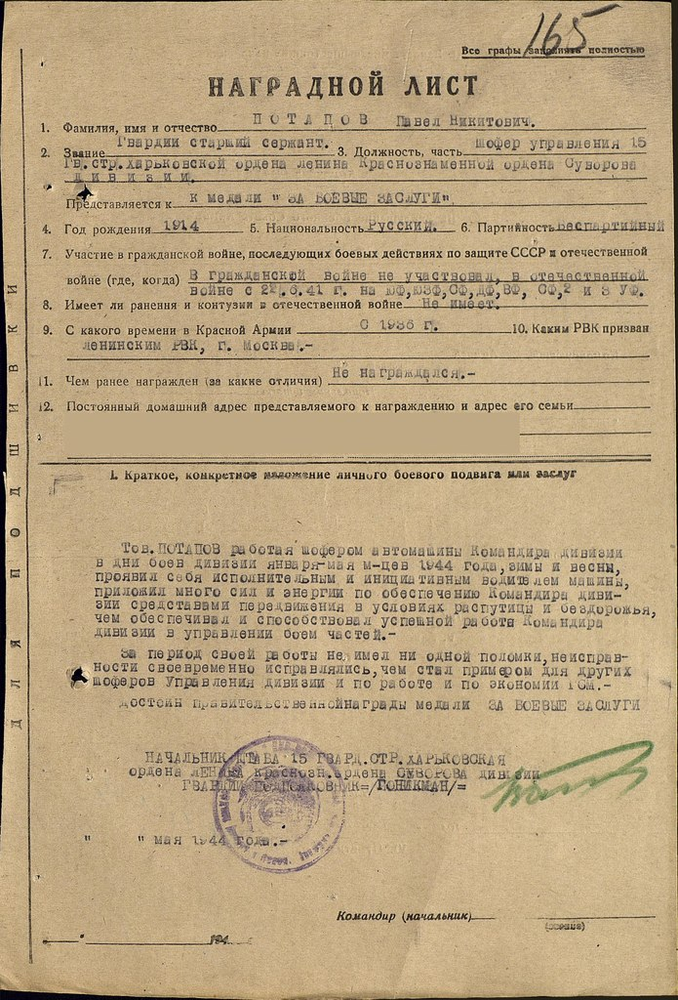 165
Все графы заполнять полностью
НАГРАДНОЙ ЛИСТ
1. Фамилия, имя и отчество ПОТАПОВ Павел Никитович.
2. Звание Гвардии старший сержант. 3. Должность, часть шофер управления 15
Гв.стр.Харьковской ордена Ленина Краснознаменной ордена Суворова
дивизии.
Представляется к к медали " ЗА БОЕВЫЕ ЗАСЛУГИ"
4. Год рождения 1914 5. Национальность Русский. 6. Партийность Беспартийный
7. Участие в гражданской войне, последующих боевых действиях по защите СССР и отечественной
войне (где, когда) В гражданской войне не участвовал, в отечественной
войне с 22.6.41 г. на ЮФ,ЮЗФ,СФ,ДФ,ВФ, СФ,2 и 3 УФ.
8. Имеет ли ранения и контузии в отечественной войне Не имеет.
9. С какого времени в Красной Армии С 1936 г. 10. Каким РВК призван
Ленинским РВК, г. Москва.-
11. Чем ранее награжден (за какие отличия) Не награждался.-
12. Постоянный домашний адрес представляемого к награждению и адрес его семьи
ДЛЯ ПОДШИВКИ
I. Краткое, конкретное изложение личного боевого подвига или заслуг
Тов.ПОТАПОВ работая шофером автомашины Командира дивизии
в дни боев дивизии января-мая м-цев 1944 года, зимы и весны,
проявил себя исполнительным и инициативным водителем машины,
приложил много сил и энергии по обеспечению Командира диви-
зии средствами передвижения в условиях распутицы и бездорожья,
чем обеспечивал и способствовал успешной работе Командира
дивизии в управлении боем частей.-
За период своей работы не имел ни одной поломки, неисправ-
ности своевременно исправлялись, чем стал примером для других
шоферов Управления дивизии и по работе и по экономии ГСМ.-
Достоин правительственнойнаграды медали ЗА БОЕВЫЕ ЗАСЛУГИ
НАЧАЛЬНИК ШТАБА 15 ГВАРД.СТР.ХАРЬКОВСКАЯ
ордена ЛЕНИНА Краснозн.ордена СУВОРОВА дивизии
ГВАРДИИ ПОДПОЛКОВНИК=/ГОНИКМАН/=
" " мая 1944 года.-
Командир (начальник)
(звание)
" 194